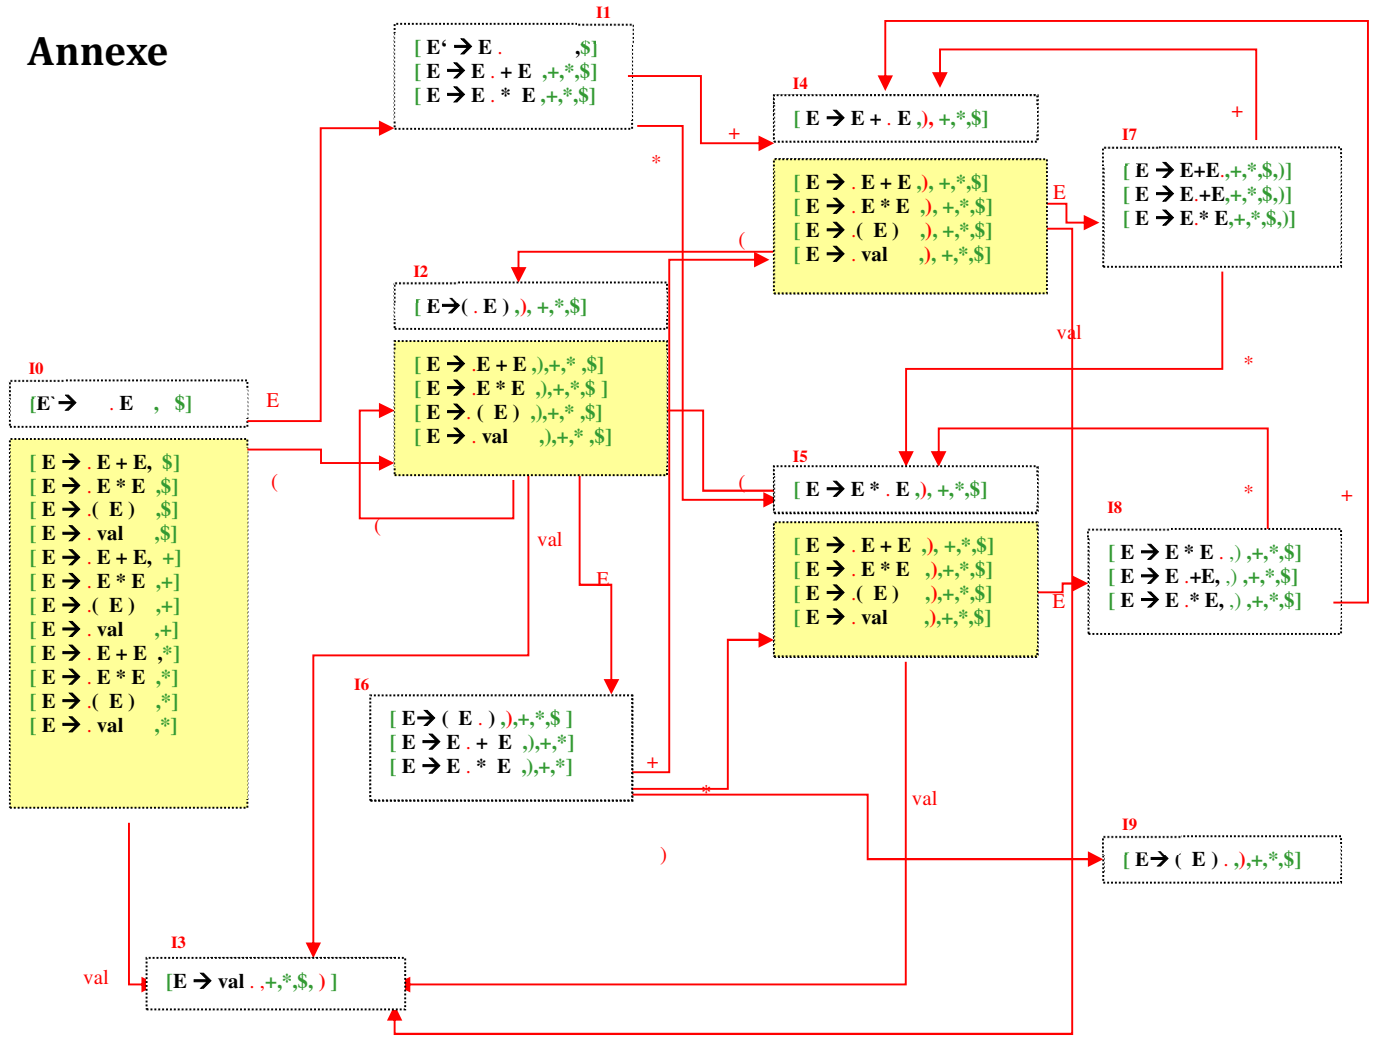 Annexe
I1
[ E‘ → E . ,$]
[ E → E . + E ,+,*,$]
[ E → E . * E ,+,*,$]
+
*
I4
[ E → E + . E ,), +,*,$]
[ E → . E + E ,), +,*,$]
[ E → . E * E ,), +,*,$]
[ E → .( E ) ,), +,*,$]
[ E → . val ,), +,*,$]
E
(
val
I7
[ E → E+E.,+,*,$,)]
[ E → E.+E,+,*,$,)]
[ E → E.* E,+,*,$,)]
+
*
I2
[ E→( . E ) ,), +,*,$]
[ E → .E + E ,),+,* ,$]
[ E → .E * E ,),+,*,$ ]
[ E → . ( E ) ,),+,* ,$]
[ E → . val ,),+,* ,$]
(
val
E
I0
[E`→ . E , $]
[ E → . E + E, $]
[ E → . E * E ,$]
[ E → .( E ) ,$]
[ E → . val ,$]
[ E → . E + E, +]
[ E → . E * E ,+]
[ E → .( E ) ,+]
[ E → . val ,+]
[ E → . E + E ,*]
[ E → . E * E ,*]
[ E → .( E ) ,*]
[ E → . val ,*]
E
(
val
I5
[ E → E * . E ,), +,*,$]
[ E → . E + E ,), +,*,$]
[ E → . E * E ,),+,*,$]
[ E → .( E ) ,),+,*,$]
[ E → . val ,),+,*,$]
(
E
val
I8
[ E → E * E . ,) ,+,*,$]
[ E → E .+E, ,) ,+,*,$]
[ E → E .* E, ,) ,+,*,$]
*
+
I6
[ E→ ( E . ) ,),+,*,$ ]
[ E → E . + E ,),+,*]
[ E → E . * E ,),+,*]
+
*
)
I9
[ E→ ( E ) . ,),+,*,$]
I3
[E → val . ,+,*,$, ) ]